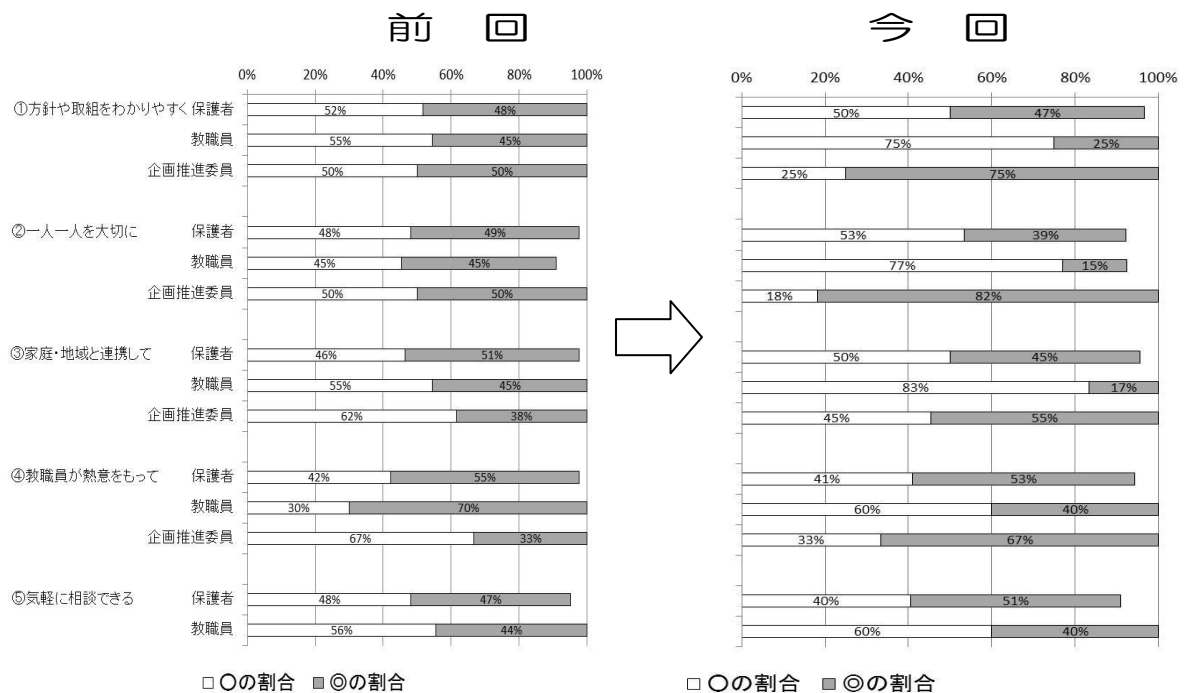 前 回
0% 20% 40% 60% 80% 100%
①方針や取組をわかりやすく 保護者 52% 48%
教職員 55% 45%
企画推進委員 50% 50%
②一人一人を大切に 保護者 48% 49%
教職員 45% 45%
企画推進委員 50% 50%
③家庭・地域と連携して 保護者 46% 51%
教職員 55% 45%
企画推進委員 62% 38%
④教職員が熱意をもって 保護者 42% 55%
教職員 30% 70%
企画推進委員 67% 33%
⑤気軽に相談できる 保護者 48% 47%
教職員 56% 44%
○の割合 ◎の割合
今 回
0% 20% 40% 60% 80% 100%
50% 47%
75% 25%
25% 75%
53% 39%
77% 15%
18% 82%
50% 45%
83% 17%
45% 55%
41% 53%
60% 40%
33% 67%
40% 51%
60% 40%
○の割合 ◎の割合